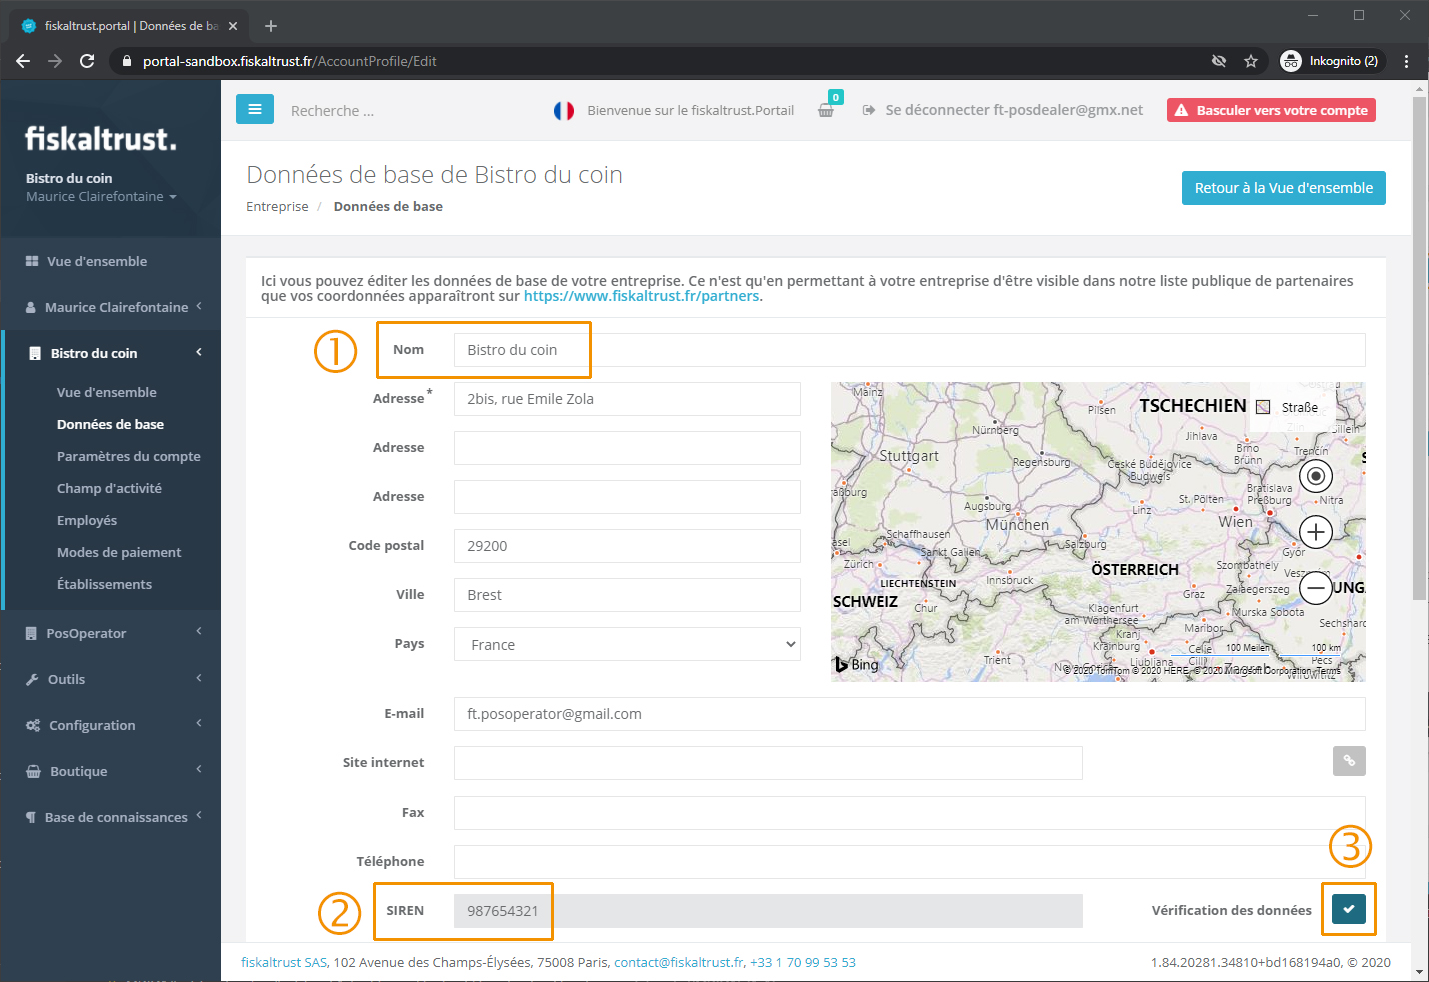 fiskaltrust.portal | Données de ba
portal-sandbox.fiskaltrust.fr/AccountProfile/Edit
Inkognito (2)
fiskaltrust.
Bistro du coin
Maurice Clairefontaine
Vue d'ensemble
Maurice Clairefontaine
Bistro du coin
Vue d'ensemble
Données de base
Paramètres du compte
Champ d'activité
Employés
Modes de paiement
Établissements
PosOperator
Outils
Configuration
Boutique
Base de connaissances
Recherche ...
Bienvenue sur le fiskaltrust.Portail
0
Se déconnecter ft-posdealer@gmx.net
Basculer vers votre compte
Données de base de Bistro du coin
Entreprise / Données de base
Retour à la Vue d'ensemble
Ici vous pouvez éditer les données de base de votre entreprise. Ce n'est qu'en permettant à votre entreprise d'être visible dans notre liste publique de partenaires
que vos coordonnées apparaîtront sur https://www.fiskaltrust.fr/partners.
1
Nom Bistro du coin
Adresse* 2bis, rue Emile Zola
Adresse
Adresse
Code postal 29200
Ville Brest
Pays France
Mainz
Pilsen
TSCHECHIEN
Straße
Nürnberg
Jihlava
Stuttgart
Regensburg
České Budějovice
Budweis
Brno
Brünn
Trenčín
Augsburg
St. Pölten
Bratislava
Preßburg
Nitra
Linz
München
Wien
Schaffhausen
Sankt Gallen
Salzburg
Győr
Zürich
LIECHTENSTEIN
Innsbruck
ÖSTERREICH
Szombathely
SCHWEIZ
Chur
Graz
Zalaegerszeg
UNGA
Klagenfurt
am Wörthersee
Murska Sobota
Kranj
Krainburg
Maribor
Trient
Ljubljana
Celje
Cilli
100 Meilen
100 km
Pecs
Bing
© 2020 TomTom © 2020 HERE, © 2020 Microsoft Corporation Terms
E-mail ft.posoperator@gmail.com
Site internet
Fax
Téléphone
3
2
SIREN 987654321
Vérification des données
fiskaltrust SAS, 102 Avenue des Champs-Élysées, 75008 Paris, contact@fiskaltrust.fr, +33 1 70 99 53 53
1.84.20281.34810+bd168194a0, © 2020